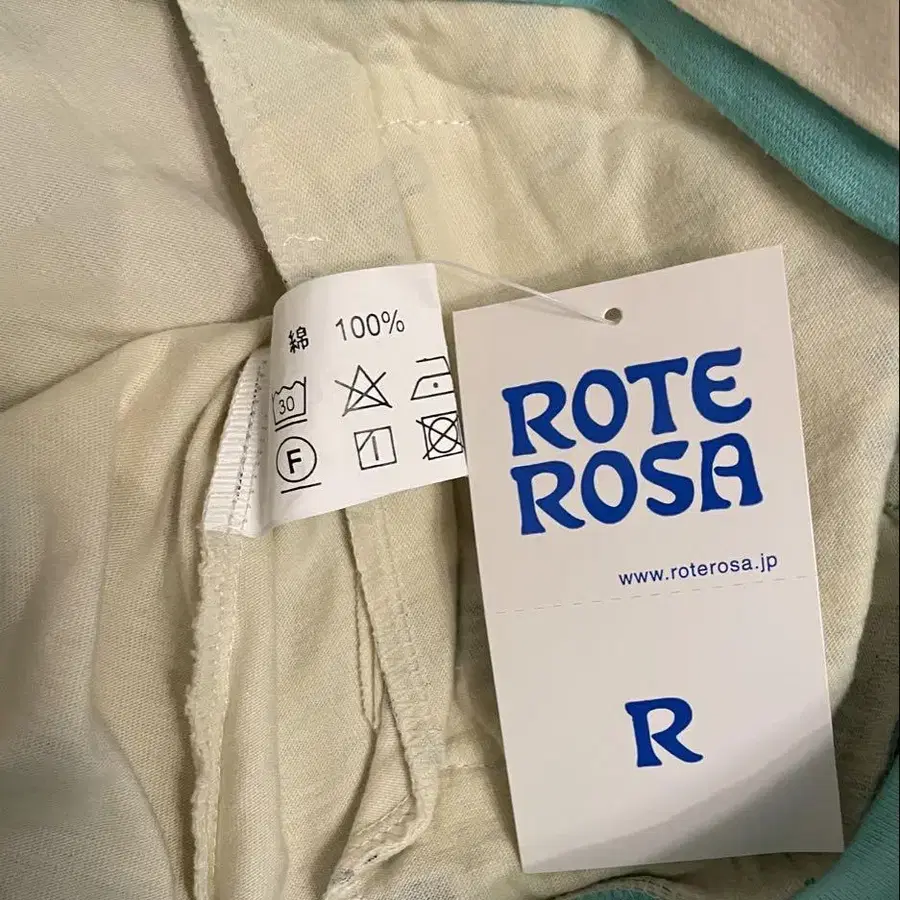 綿 100%
30
F
ROTE
ROSA
www.roterosa.jp
R